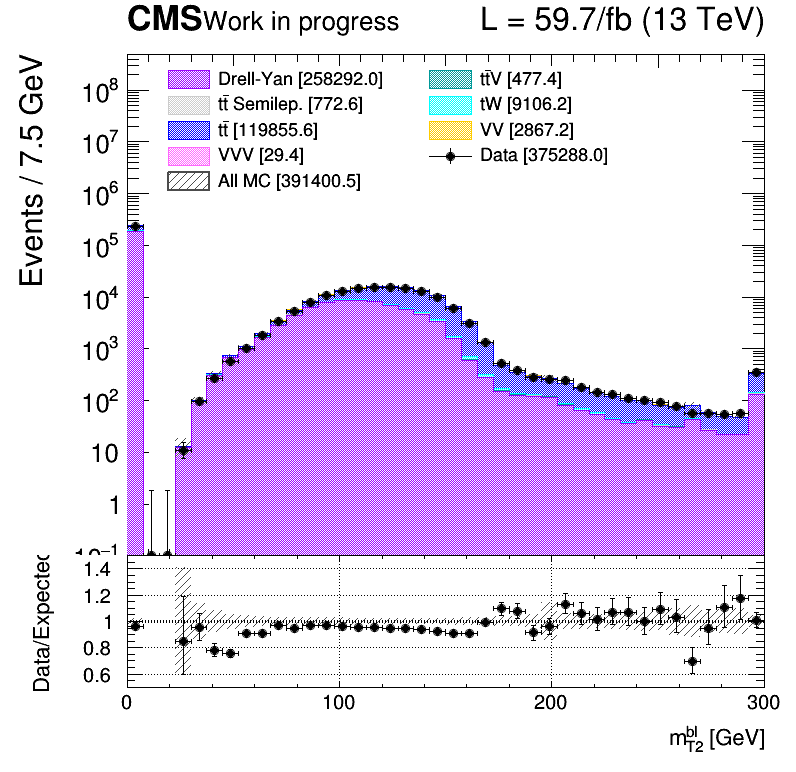 CMS Work in progress L = 59.7/fb (13 TeV)
Events / 7.5 GeV
Drell-Yan [258292.0]
tt̄V [477.4]
tt̄ Semilep. [772.6]
tW [9106.2]
tt̄ [119855.6]
VV [2867.2]
VVV [29.4]
Data [375288.0]
All MC [391400.5]
10⁸
10⁷
10⁶
10⁵
10⁴
10³
10²
10
1
10⁻¹
Data/Expected
1.4
1.2
1
0.8
0.6
0 100 200 300
m_{T2}^{bl} [GeV]